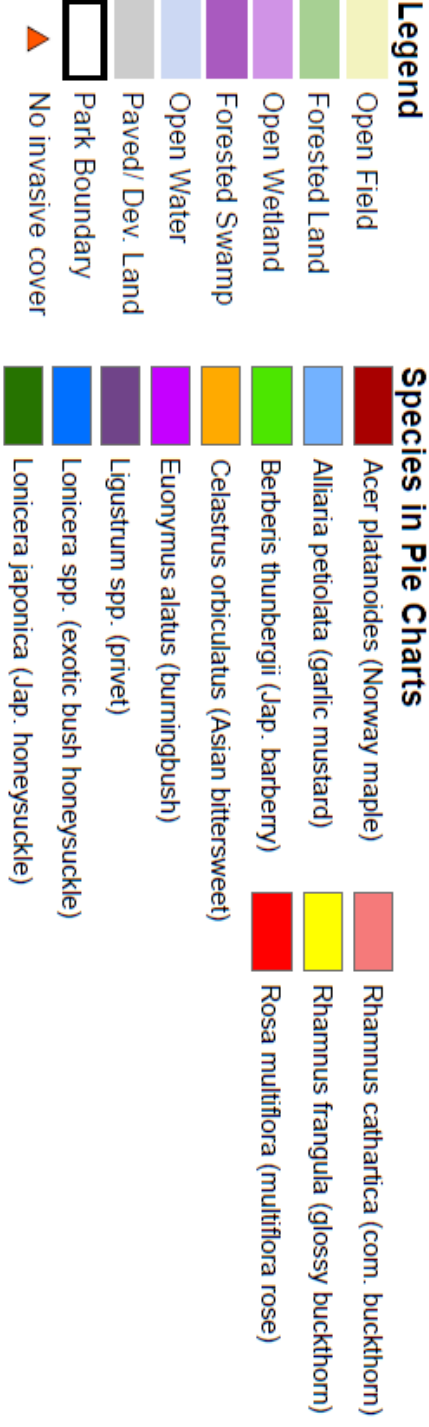 Legend
Open Field
Forested Land
Open Wetland
Forested Swamp
Open Water
Paved/ Dev. Land
Park Boundary
No invasive cover
Species in Pie Charts
Acer platanoides (Norway maple)
Alliaria petiolata (garlic mustard)
Berberis thunbergii (Jap. barberry)
Celastrus orbiculatus (Asian bittersweet)
Euonymus alatus (burningbush)
Ligustrum spp. (privet)
Lonicera spp. (exotic bush honeysuckle)
Lonicera japonica (Jap. honeysuckle)
Rhamnus cathartica (com. buckthorn)
Rhamnus frangula (glossy buckthorn)
Rosa multiflora (multiflora rose)